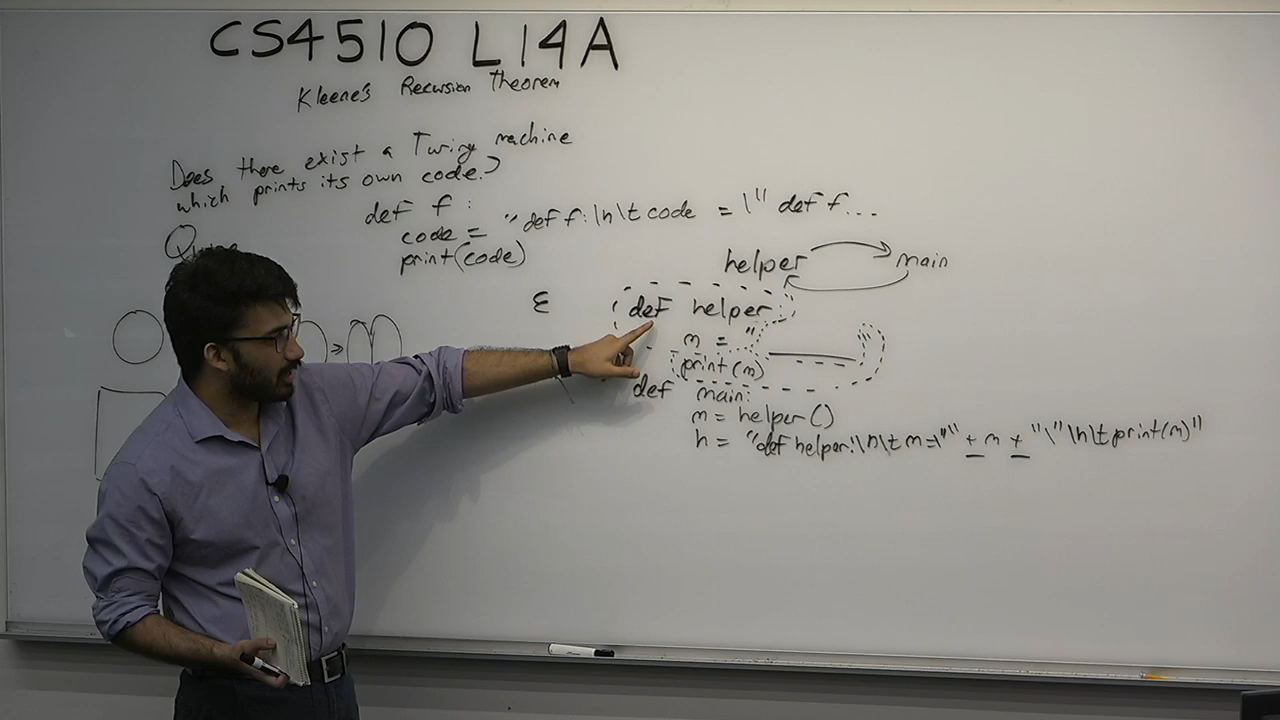 CS4510 L14A
Kleene's Recursion Theorem
Does there exist a Turing machine
which prints its own code?
def f :
code = "def f:\n\t code = \" def f...
print(code)
helper main
ε
def helper
m = "
print(m)
def main:
m = helper()
h = "def helper:\n\t m=\"" + m + "\"\n\t print(m)"